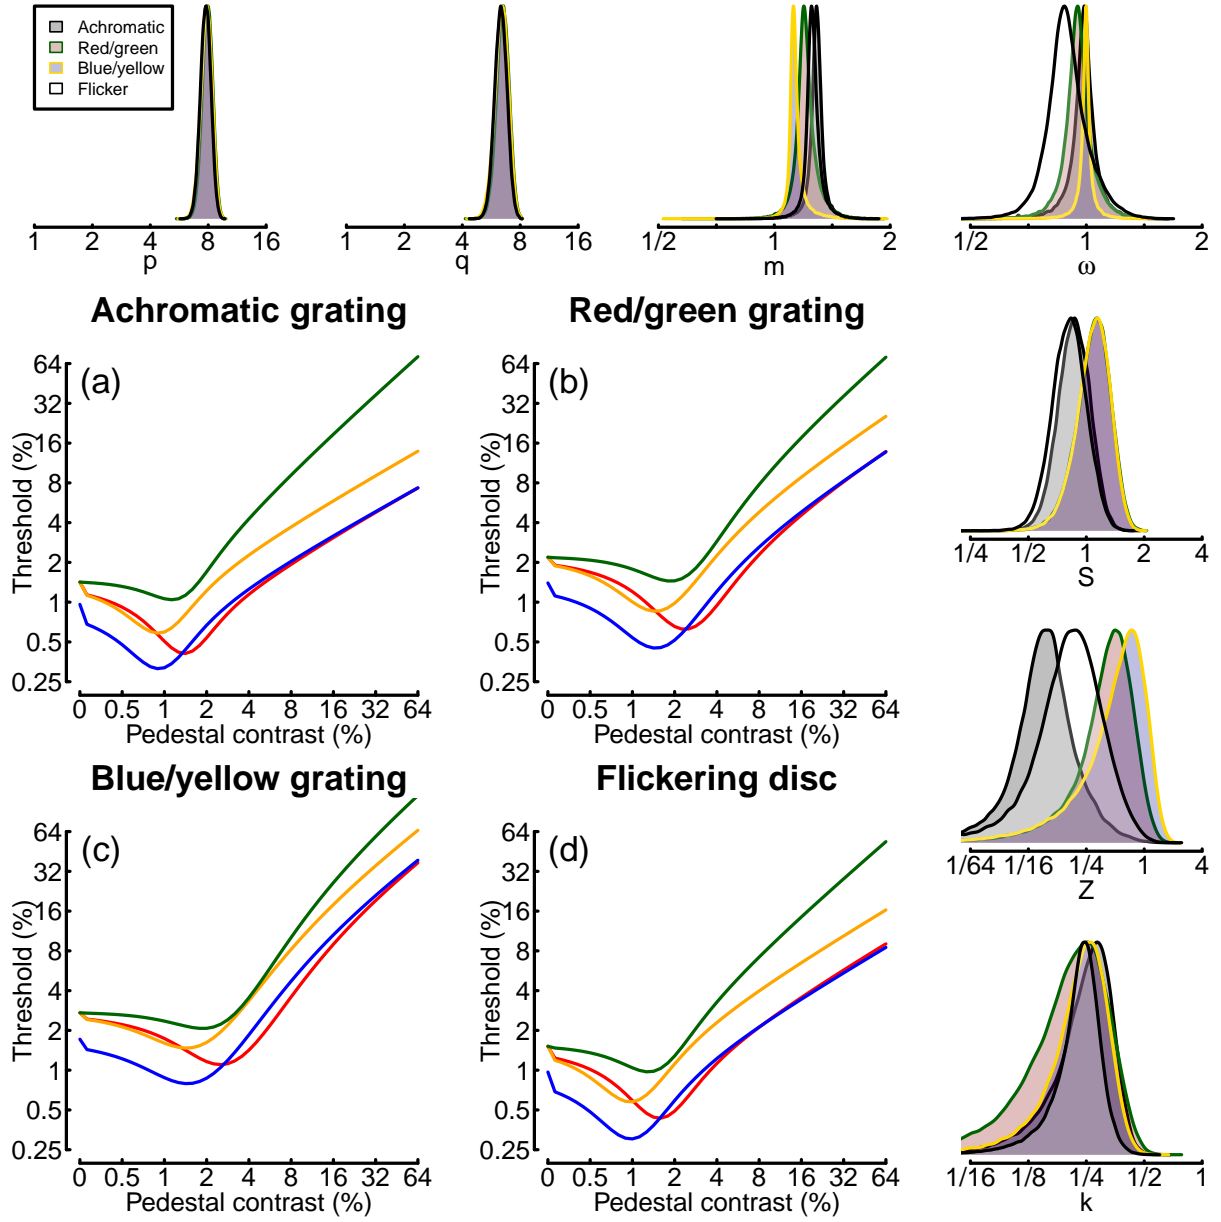 Achromatic
Red/green
Blue/yellow
Flicker
1 2 4 8 16
p
1 2 4 8 16
q
1/2 1 2
m
1/2 1 2
ω
Achromatic grating
(a)
64
32
16
8
4
2
1
0.5
0.25
Threshold (%)
0 0.5 1 2 4 8 16 32 64
Pedestal contrast (%)
Red/green grating
(b)
64
32
16
8
4
2
1
0.5
0.25
Threshold (%)
0 0.5 1 2 4 8 16 32 64
Pedestal contrast (%)
1/4 1/2 1 2 4
S
1/64 1/16 1/4 1 4
Z
Blue/yellow grating
(c)
64
32
16
8
4
2
1
0.5
0.25
Threshold (%)
0 0.5 1 2 4 8 16 32 64
Pedestal contrast (%)
Flickering disc
(d)
64
32
16
8
4
2
1
0.5
0.25
Threshold (%)
0 0.5 1 2 4 8 16 32 64
Pedestal contrast (%)
1/16 1/8 1/4 1/2 1
k